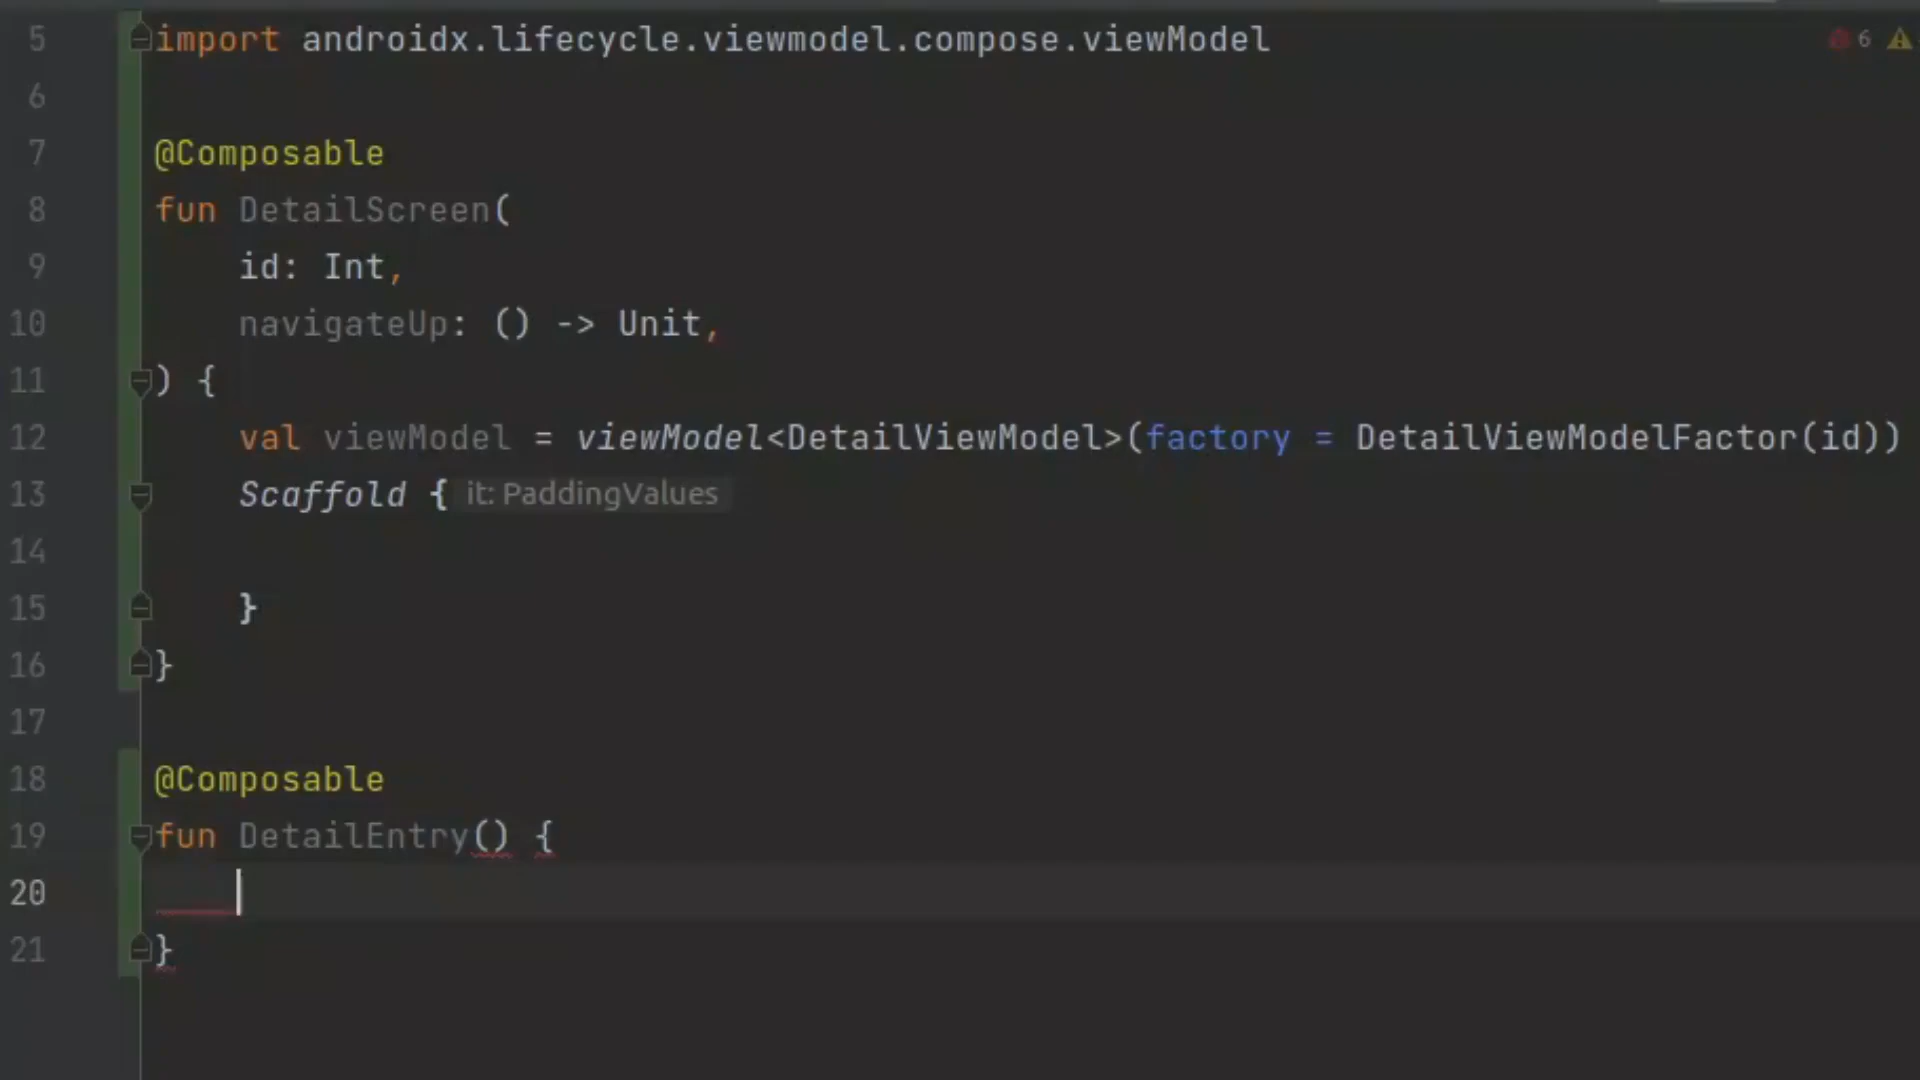 5 import androidx.lifecycle.viewmodel.compose.viewModel 6
6
7 @Composable
8 fun DetailScreen(
9 id: Int,
10 navigateUp: () -> Unit,
11 ) {
12 val viewModel = viewModel<DetailViewModel>(factory = DetailViewModelFactor(id))
13 Scaffold { it: PaddingValues
14
15 }
16 }
17
18 @Composable
19 fun DetailEntry() {
20
21 }